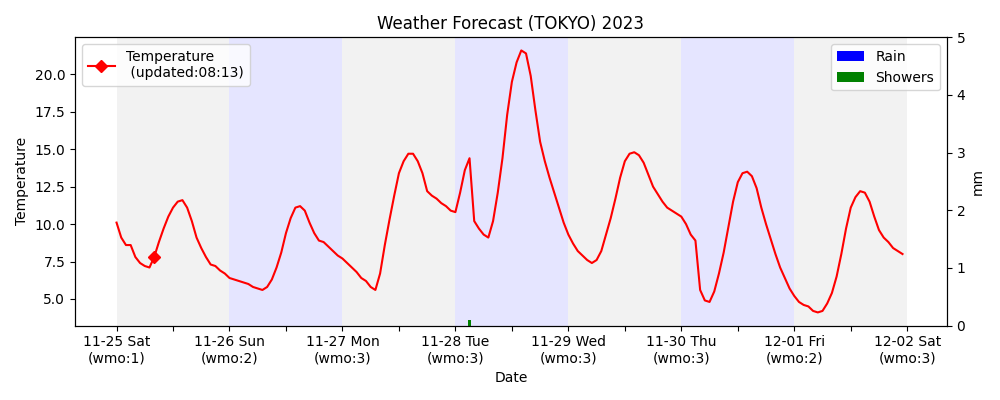 Weather Forecast (TOKYO) 2023
Temperature
(updated:08:13)
Rain
Showers
Temperature
20.0
17.5
15.0
12.5
10.0
7.5
5.0
5
4
3
2
1
0
mm
11-25 Sat
(wmo:1)
11-26 Sun
(wmo:2)
11-27 Mon
(wmo:3)
11-28 Tue
(wmo:3)
11-29 Wed
(wmo:3)
11-30 Thu
(wmo:3)
12-01 Fri
(wmo:2)
12-02 Sat
(wmo:3)
Date